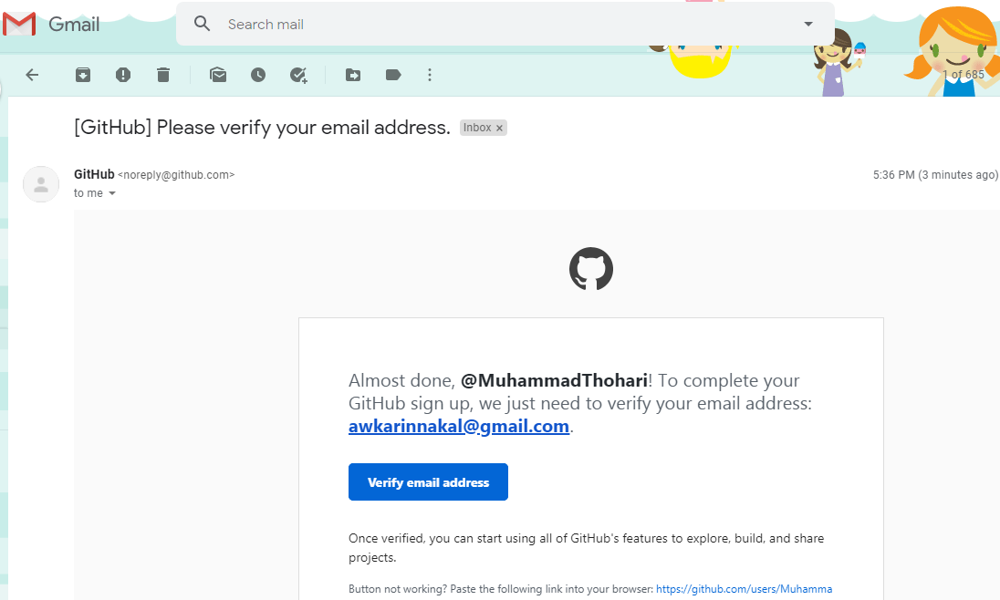 Gmail
Search mail
1 of 685
[GitHub] Please verify your email address.
Inbox ×
GitHub <noreply@github.com>
5:36 PM (3 minutes ago)
to me
Almost done, @MuhammadThohari! To complete your
GitHub sign up, we just need to verify your email address:
awkarinnakal@gmail.com.
Verify email address
Once verified, you can start using all of GitHub's features to explore, build, and share
projects.
Button not working? Paste the following link into your browser: https://github.com/users/Muhamma